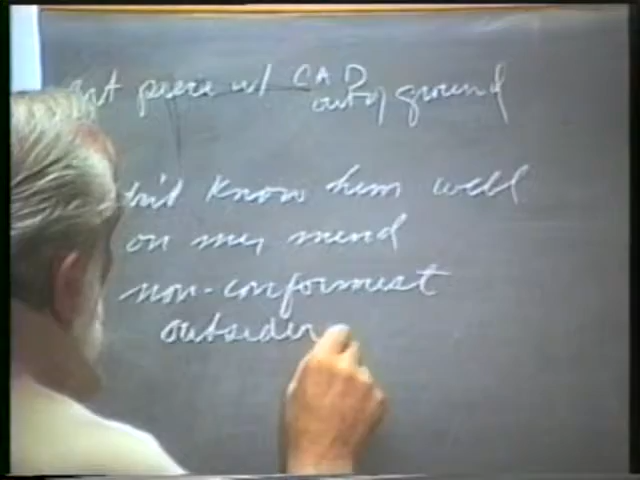 piece w/ CAD
out of ground
know him well
on my mind
non-conformist
outsider